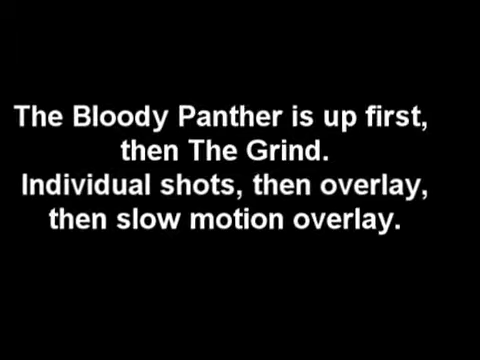 The Bloody Panther is up first,
then The Grind.
Individual shots, then overlay,
then slow motion overlay.